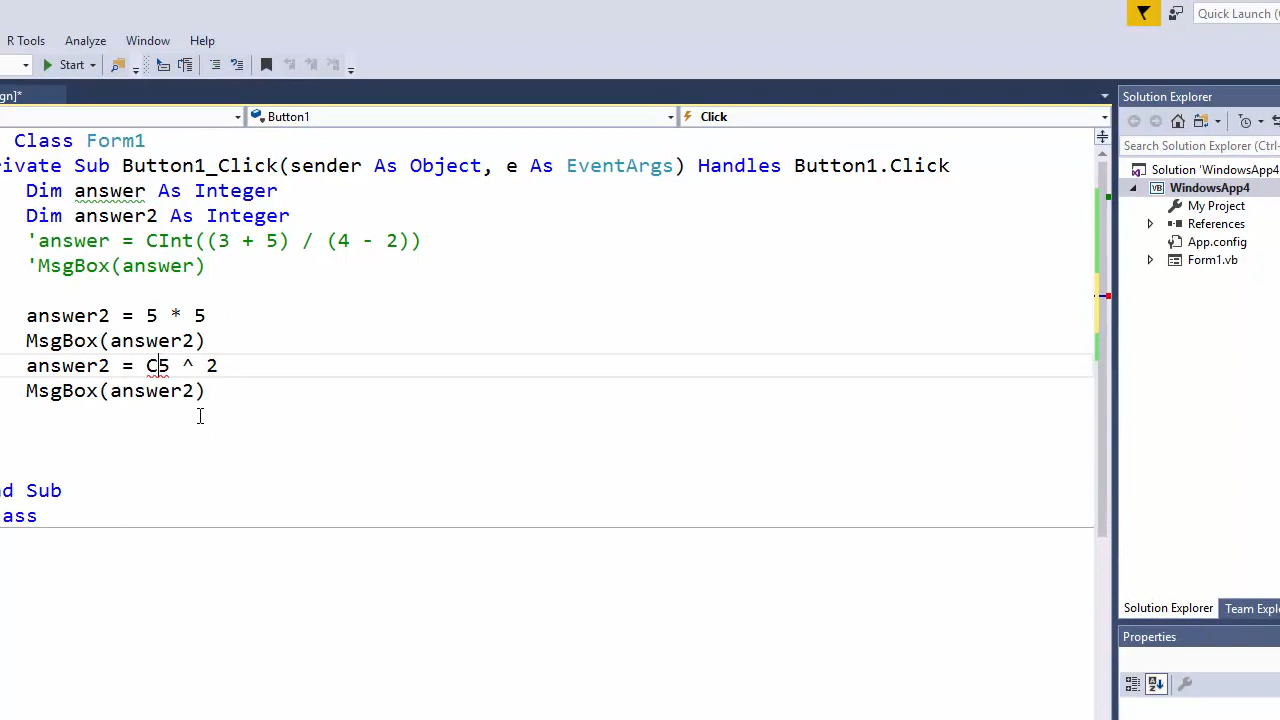 Quick Launch (
R Tools Analyze Window Help
Start
gn]*
Solution Explorer
Button1
Click
Class Form1
Search Solution Explorer (Ctrl
rivate Sub Button1_Click(sender As Object, e As EventArgs) Handles Button1.Click
Solution 'WindowsApp4
Dim answer As Integer
WindowsApp4
My Project
Dim answer2 As Integer
References
'answer = CInt((3 + 5) / (4 - 2))
App.config
'MsgBox(answer)
Form1.vb
answer2 = 5 * 5
MsgBox(answer2)
answer2 = C5 ^ 2
MsgBox(answer2)
nd Sub
ass
Solution Explorer Team Explo
Properties